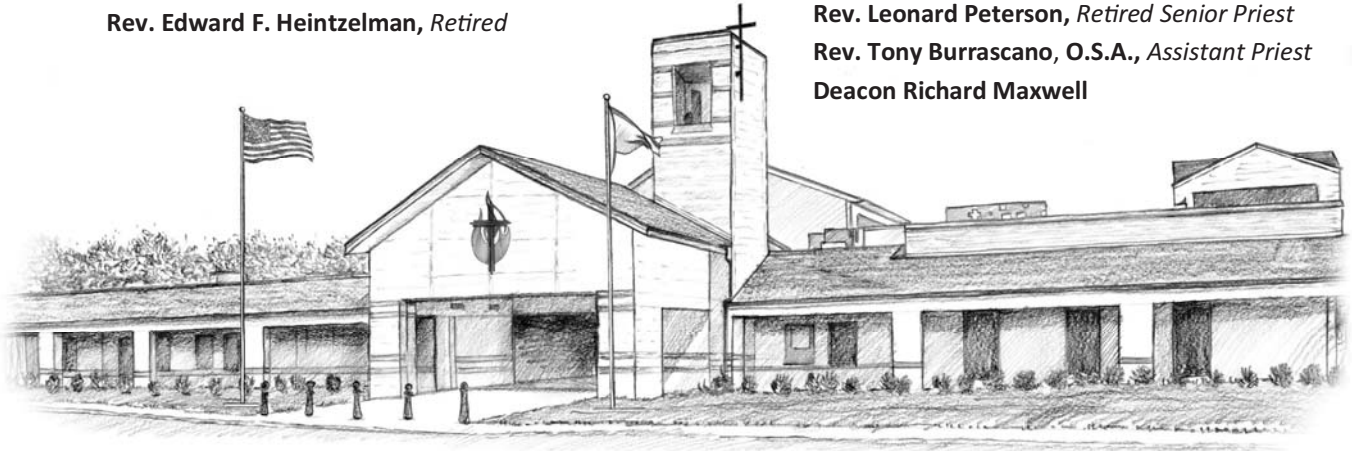 Rev. Edward F. Heintzelman, Retired
Rev. Leonard Peterson, Retired Senior Priest
Rev. Tony Burrascano, O.S.A., Assistant Priest
Deacon Richard Maxwell